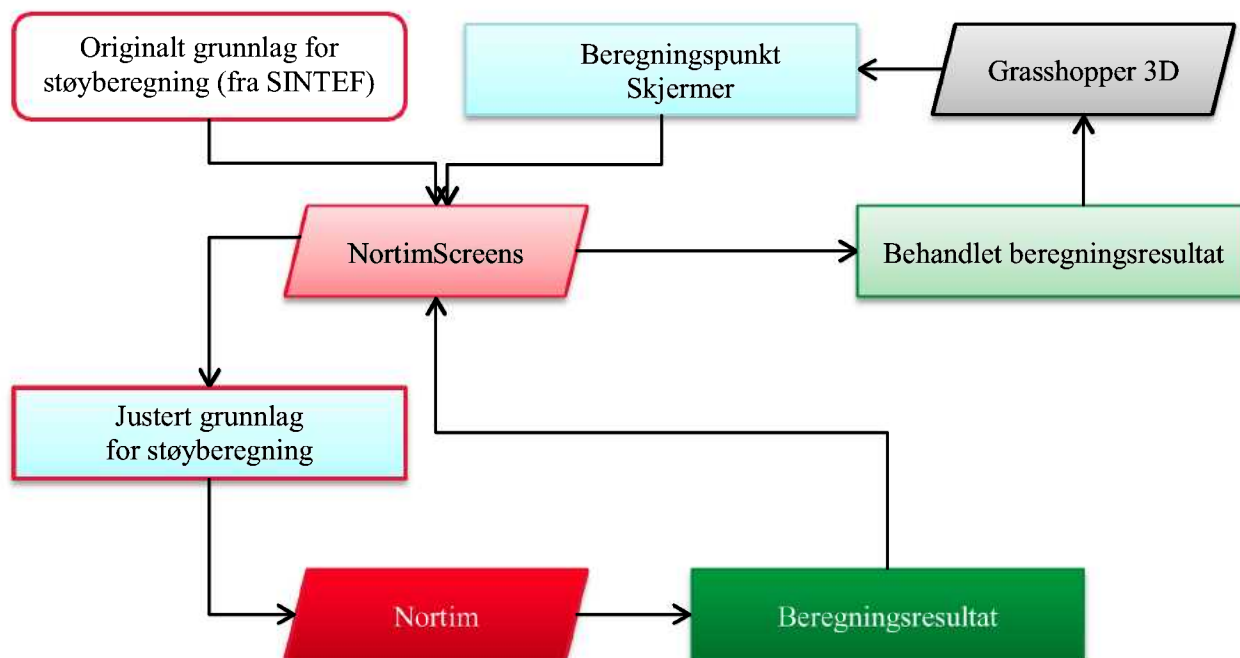 Originalt grunnlag for
støyberegning (fra SINTEF)
Beregningspunkt
Skjermer
Grasshopper 3D
NortimScreens
Behandlet beregningsresultat
Justert grunnlag
for støyberegning
Nortim
Beregningsresultat